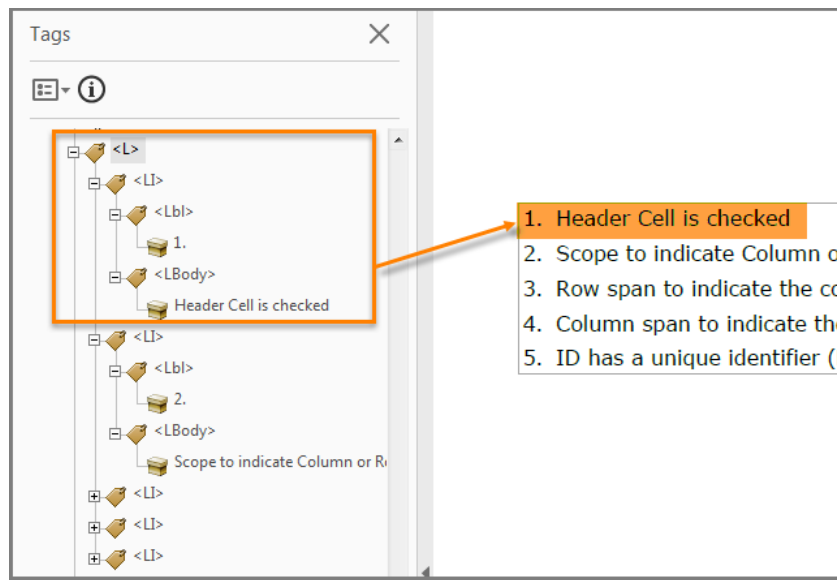 Tags
<L>
<LI>
<Lbl>
1.
<LBody>
Header Cell is checked
<LI>
<Lbl>
2.
<LBody>
Scope to indicate Column or
<LI>
<LI>
<LI>
1. Header Cell is checked
2. Scope to indicate Column
3. Row span to indicate the
4. Column span to indicate
5. ID has a unique identifier (